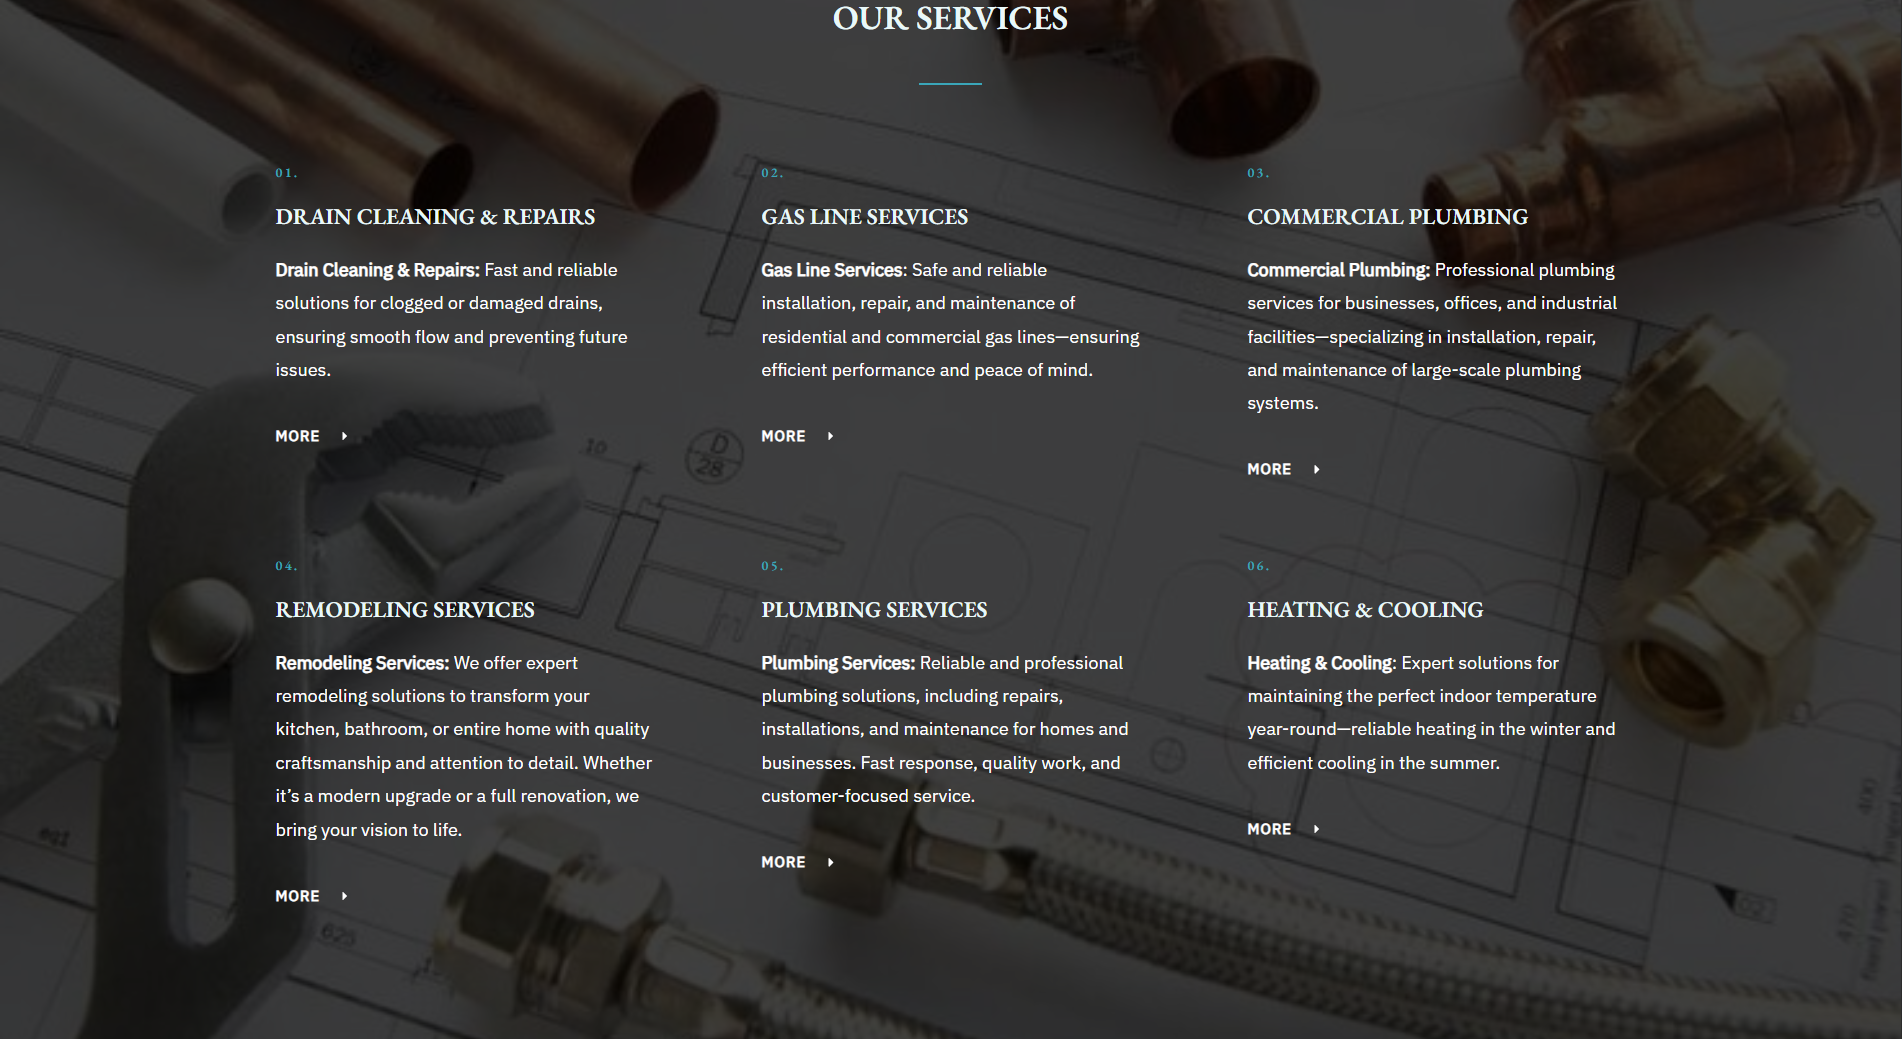 OUR SERVICES
01.
DRAIN CLEANING & REPAIRS
Drain Cleaning & Repairs: Fast and reliable
solutions for clogged or damaged drains,
ensuring smooth flow and preventing future
issues.
MORE
02.
GAS LINE SERVICES
Gas Line Services: Safe and reliable
installation, repair, and maintenance of
residential and commercial gas lines—ensuring
efficient performance and peace of mind.
MORE
03.
COMMERCIAL PLUMBING
Commercial Plumbing: Professional plumbing
services for businesses, offices, and industrial
facilities—specializing in installation, repair,
and maintenance of large-scale plumbing
systems.
MORE
04.
REMODELING SERVICES
Remodeling Services: We offer expert
remodeling solutions to transform your
kitchen, bathroom, or entire home with quality
craftsmanship and attention to detail. Whether
it’s a modern upgrade or a full renovation, we
bring your vision to life.
MORE
05.
PLUMBING SERVICES
Plumbing Services: Reliable and professional
plumbing solutions, including repairs,
installations, and maintenance for homes and
businesses. Fast response, quality work, and
customer-focused service.
MORE
06.
HEATING & COOLING
Heating & Cooling: Expert solutions for
maintaining the perfect indoor temperature
year-round—reliable heating in the winter and
efficient cooling in the summer.
MORE
10
D
28
625
400
470